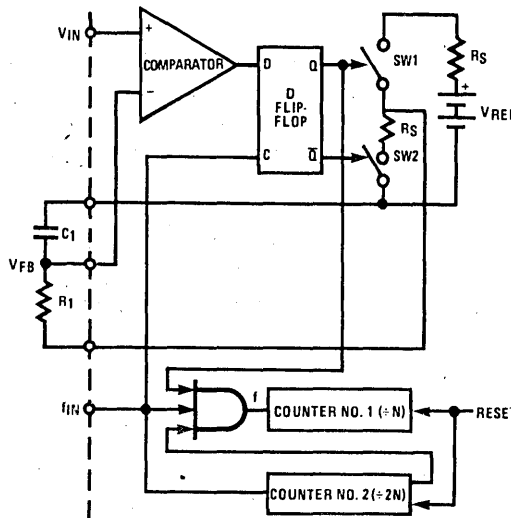 VIN
+
COMPARATOR
−
D
Q
D
FLIP-
FLOP
C
Q̅
SW1
RS
+
VREF
RS
SW2
C1
VFB
R1
fIN
f
COUNTER NO. 1 (÷N)
RESET
COUNTER NO. 2 (÷2N)